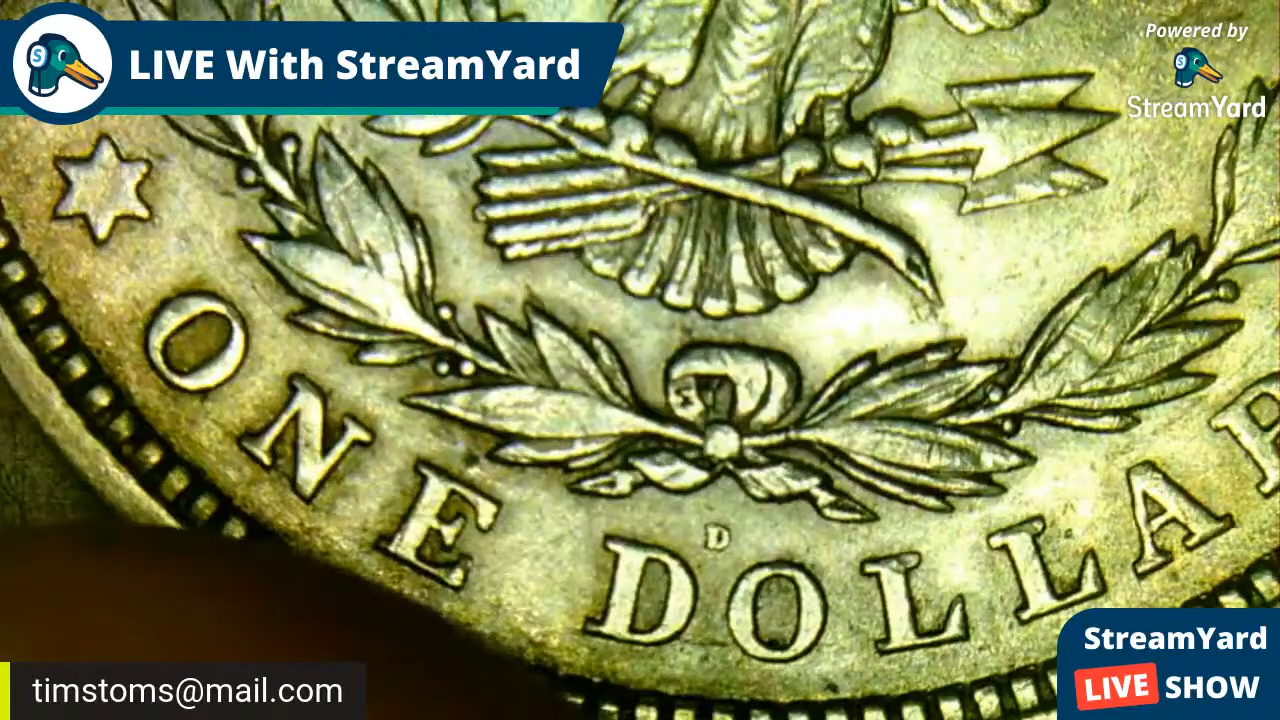 LIVE With StreamYard
Powered by
StreamYard
ONE DOLLAR
D
timstoms@mail.com
StreamYard
LIVE SHOW